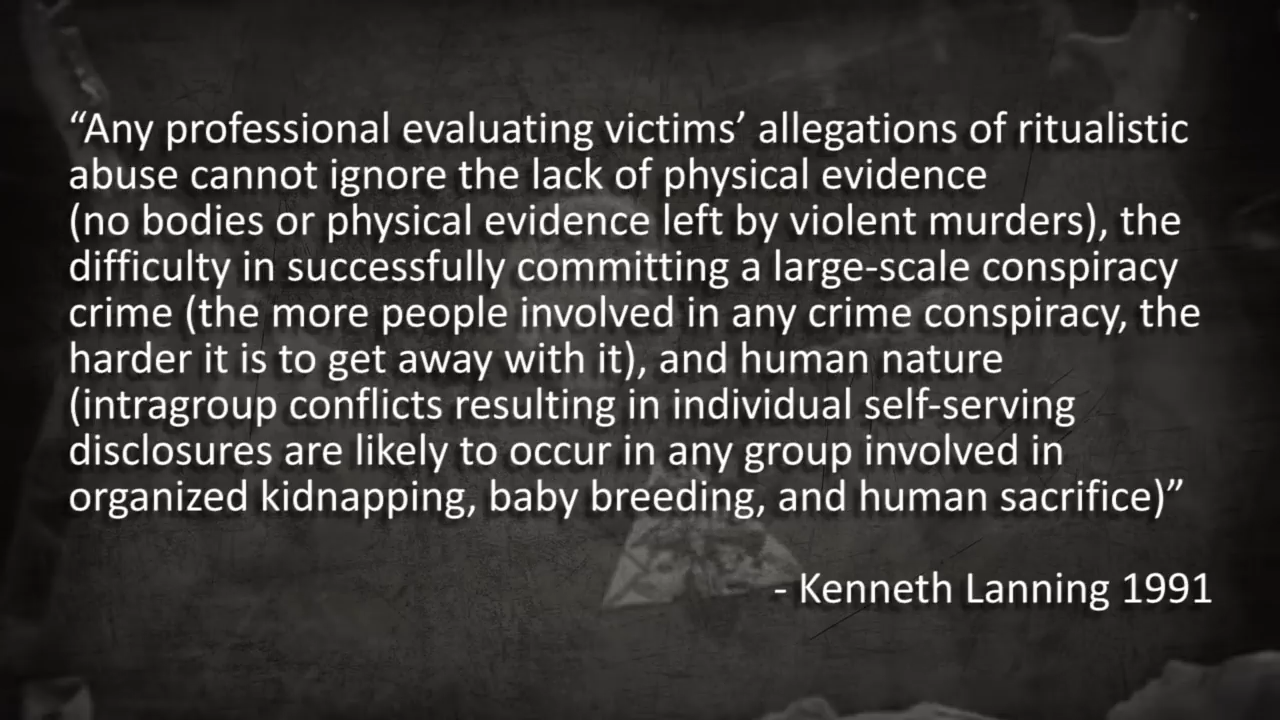 “Any professional evaluating victims’ allegations of ritualistic
abuse cannot ignore the lack of physical evidence
(no bodies or physical evidence left by violent murders), the
difficulty in successfully committing a large-scale conspiracy
crime (the more people involved in any crime conspiracy, the
harder it is to get away with it), and human nature
(intragroup conflicts resulting in individual self-serving
disclosures are likely to occur in any group involved in
organized kidnapping, baby breeding, and human sacrifice)”
- Kenneth Lanning 1991